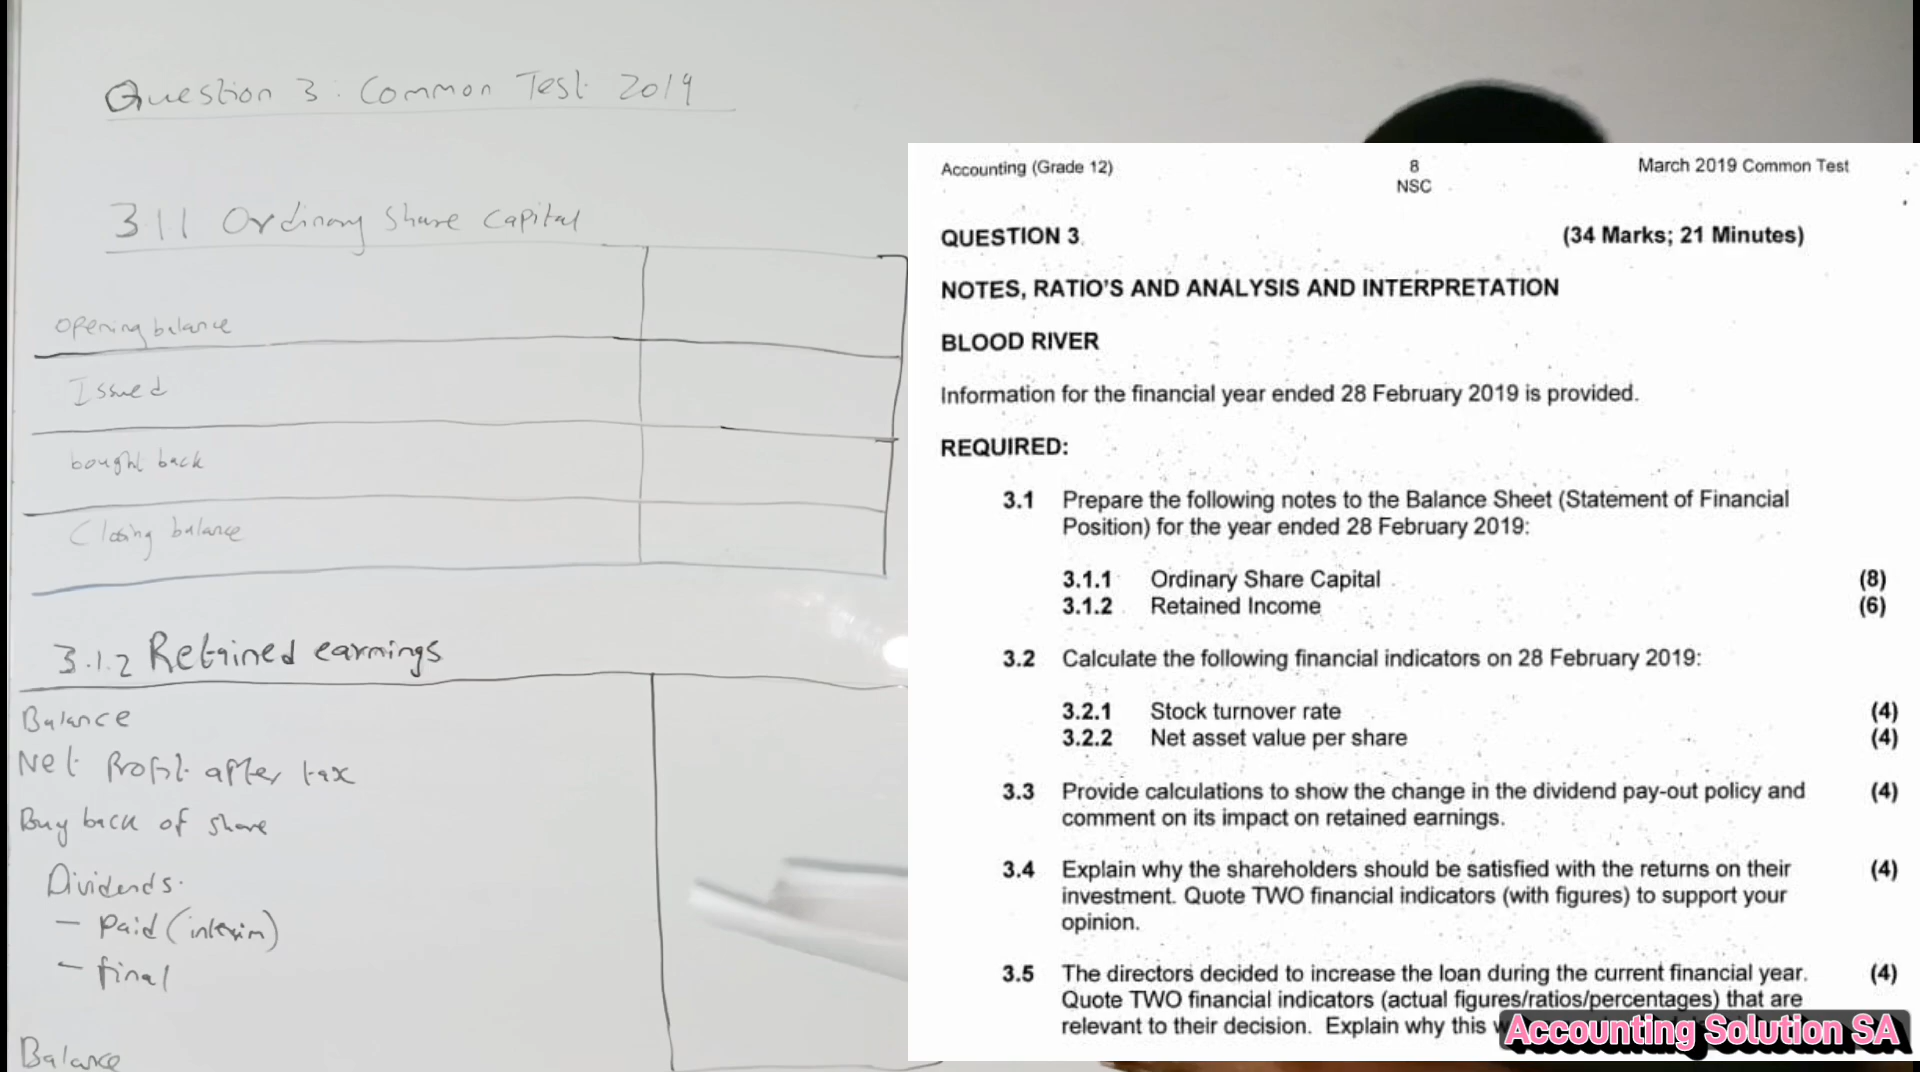 Question 3: Common Test 2019
3.1.1 Ordinary Share Capital
Opening balance
Issued
bought back
Closing balance
3.1.2 Retained earnings
Balance
Net Profit after tax
Buy back of share
Dividends.
- Paid (interim)
- final
Balance
Accounting (Grade 12)
8
NSC
March 2019 Common Test
QUESTION 3
(34 Marks; 21 Minutes)
NOTES, RATIO'S AND ANALYSIS AND INTERPRETATION
BLOOD RIVER
Information for the financial year ended 28 February 2019 is provided.
REQUIRED:
3.1 Prepare the following notes to the Balance Sheet (Statement of Financial
Position) for the year ended 28 February 2019:
3.1.1 Ordinary Share Capital (8)
3.1.2 Retained Income (6)
3.2 Calculate the following financial indicators on 28 February 2019:
3.2.1 Stock turnover rate (4)
3.2.2 Net asset value per share (4)
3.3 Provide calculations to show the change in the dividend pay-out policy and (4)
comment on its impact on retained earnings.
3.4 Explain why the shareholders should be satisfied with the returns on their (4)
investment. Quote TWO financial indicators (with figures) to support your
opinion.
3.5 The directors decided to increase the loan during the current financial year. (4)
Quote TWO financial indicators (actual figures/ratios/percentages) that are
relevant to their decision. Explain why this
Accounting Solution SA